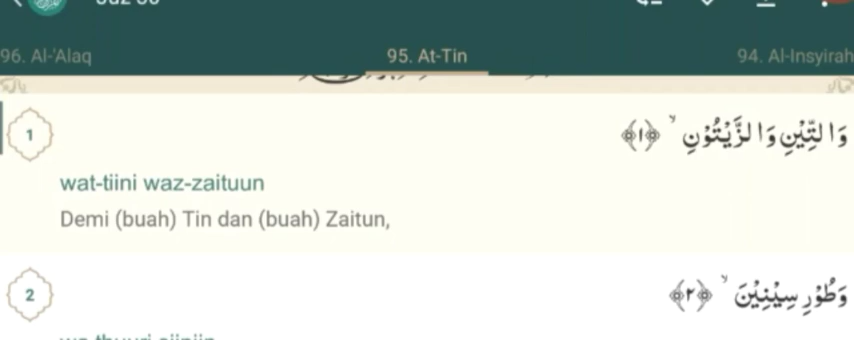 96. Al-'Alaq
95. At-Tin
94. Al-Insyirah
1
وَالتِّيْنِ وَالزَّيْتُوْنِ ۙ ﴿١﴾
wat-tiini waz-zaituun
Demi (buah) Tin dan (buah) Zaitun,
2
وَطُوْرِ سِيْنِيْنَ ۙ ﴿٢﴾